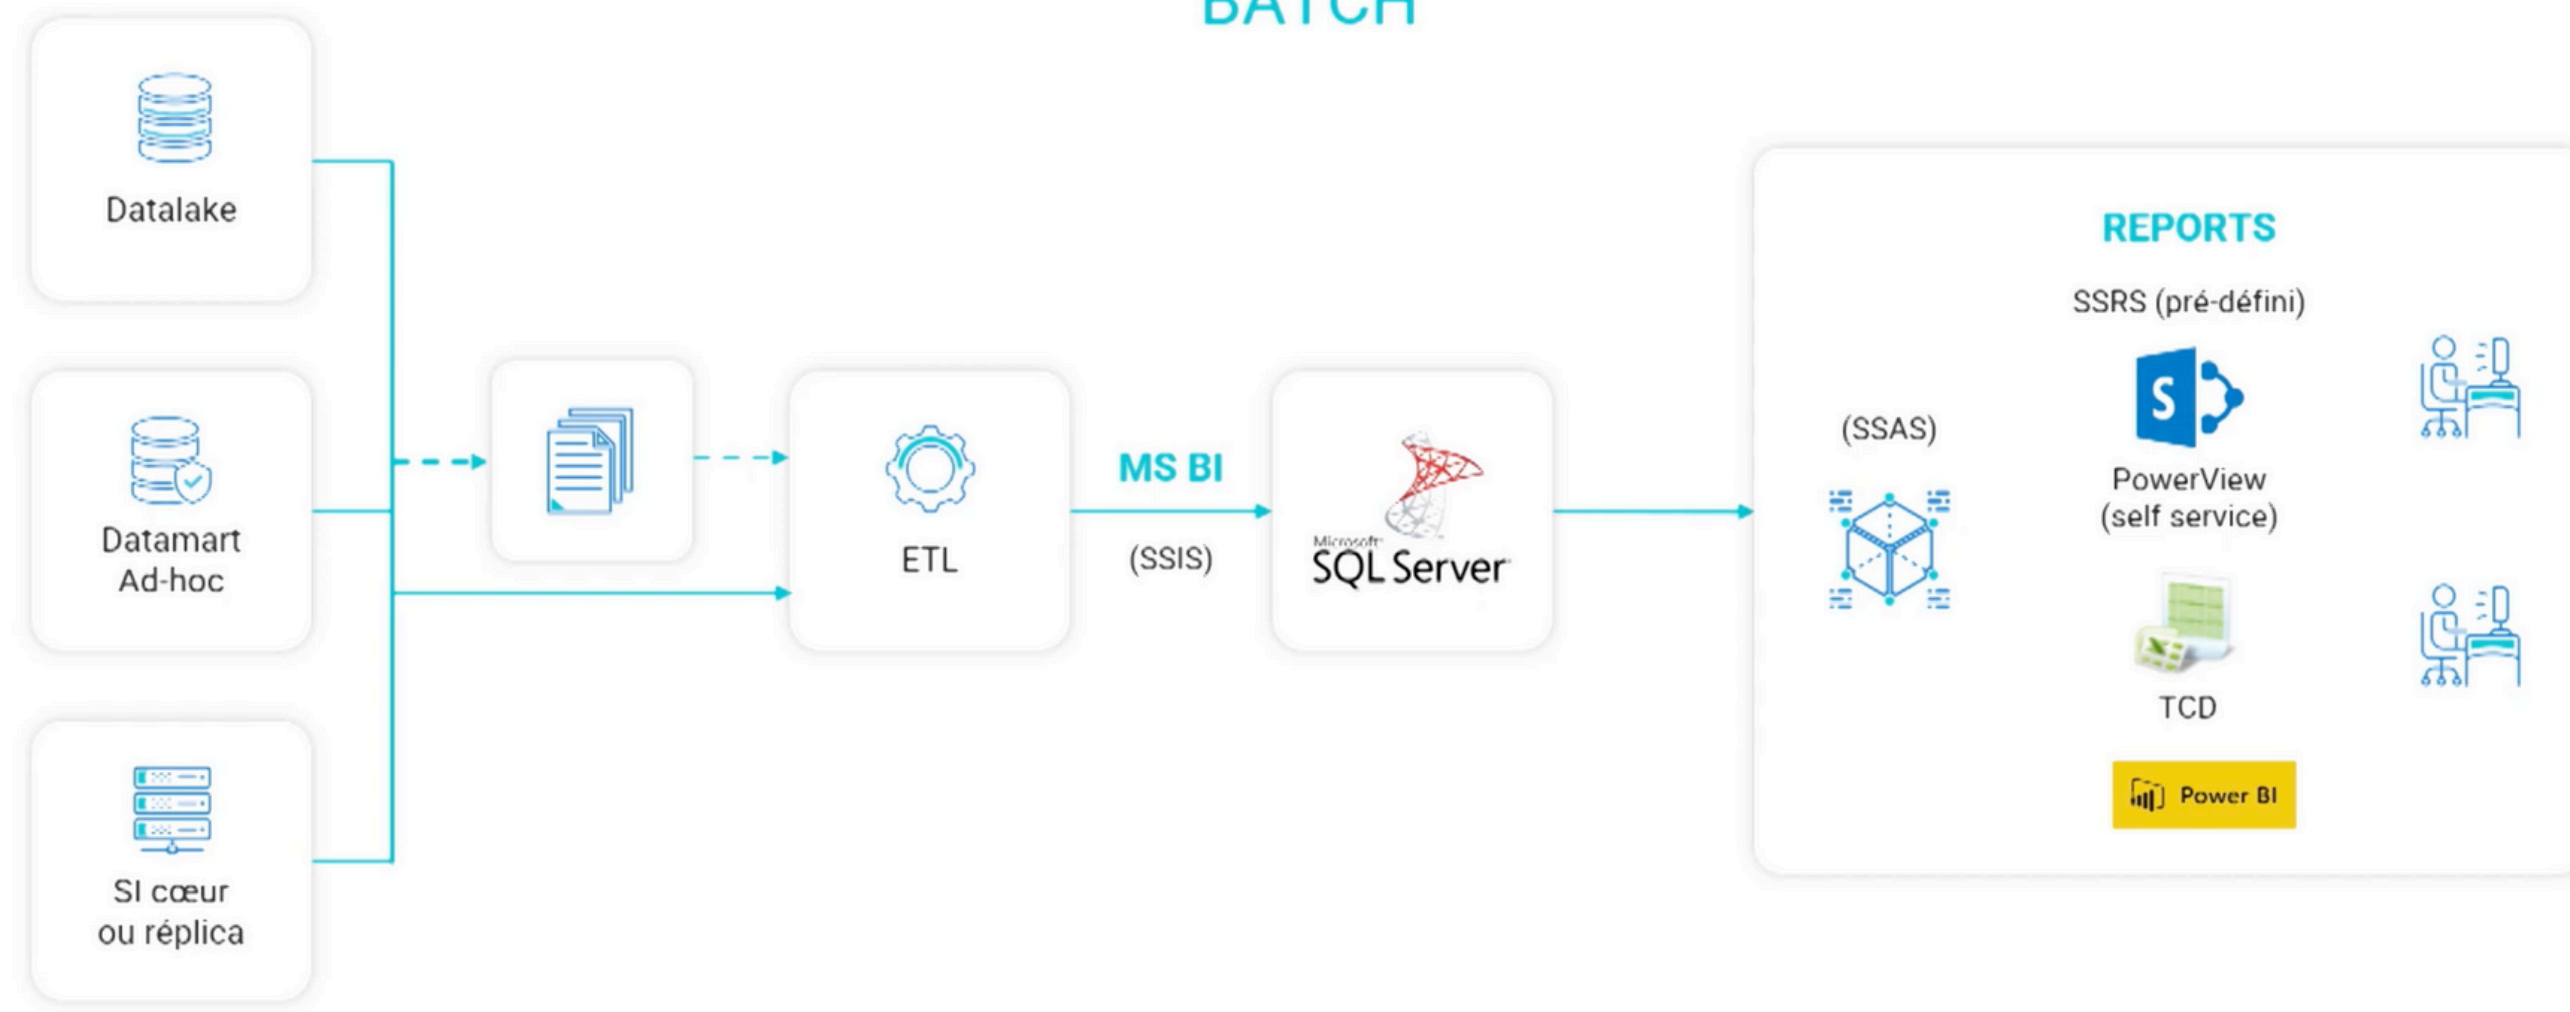 BATCH
Datalake
Datamart
Ad-hoc
SI cœur
ou réplica
ETL
MS BI
(SSIS)
Microsoft
SQL Server
(SSAS)
REPORTS
SSRS (pré-défini)
S
PowerView
(self service)
TCD
Power BI